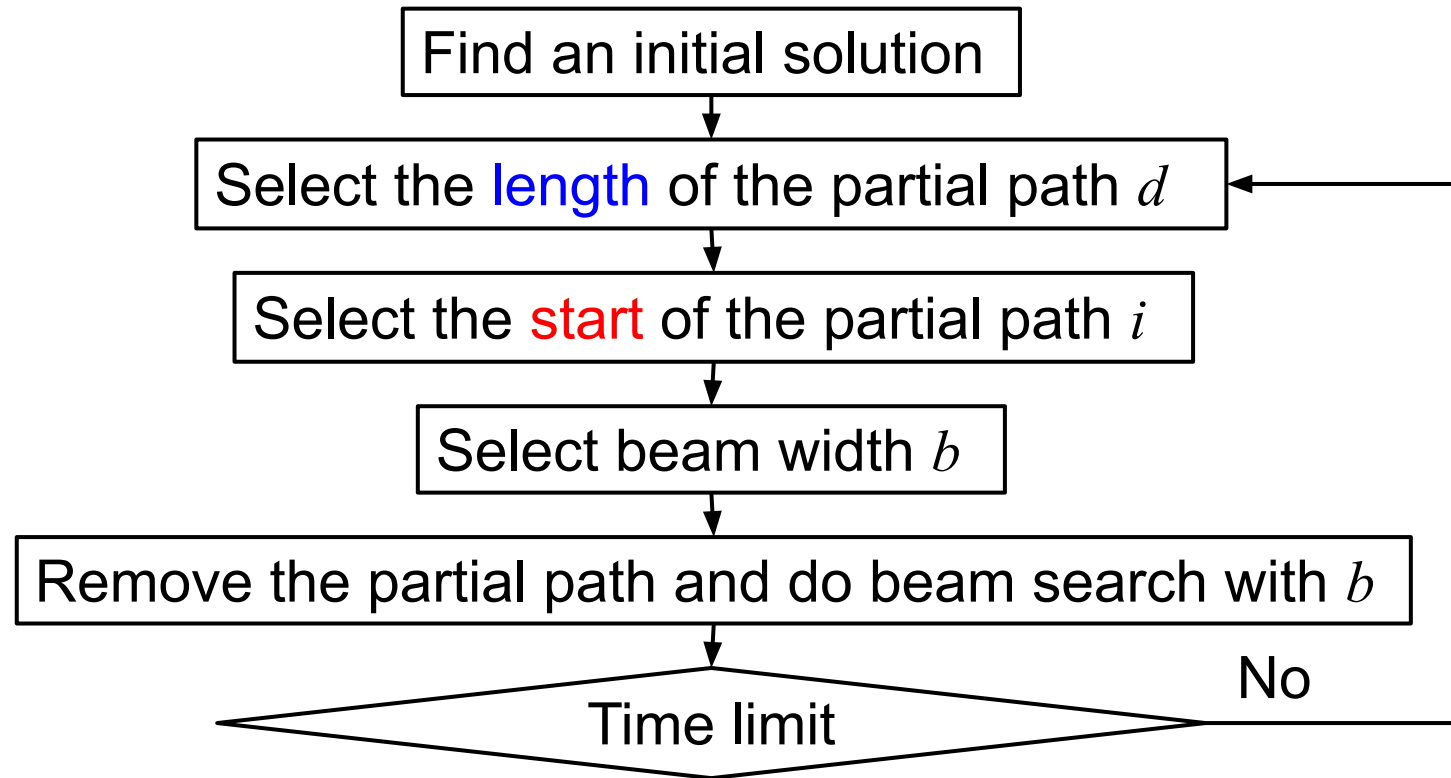 Find an initial solution
Select the length of the partial path d
Select the start of the partial path i
Select beam width b
Remove the partial path and do beam search with b
No
Time limit